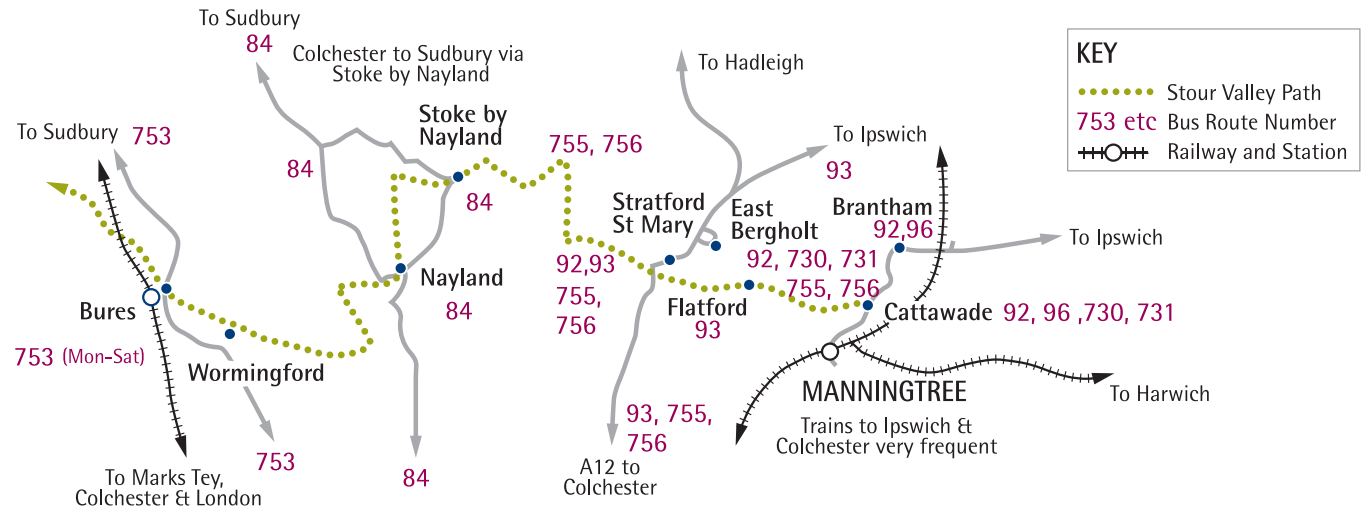 To Sudbury
84
Colchester to Sudbury via
Stoke by Nayland
To Hadleigh
KEY
Stour Valley Path
753 etc Bus Route Number
Railway and Station
To Sudbury 753
Stoke by
Nayland
84
84
755, 756
To Ipswich
93
Stratford
St Mary
East
Bergholt
Brantham
92,96
To Ipswich
92,93
755,
756
92, 730, 731
755, 756
Nayland
84
Flatford
93
Cattawade 92, 96 ,730, 731
Bures
753 (Mon-Sat)
Wormingford
MANNINGTREE
Trains to Ipswich &
Colchester very frequent
To Harwich
93, 755,
756
A12 to
Colchester
753
84
To Marks Tey,
Colchester & London